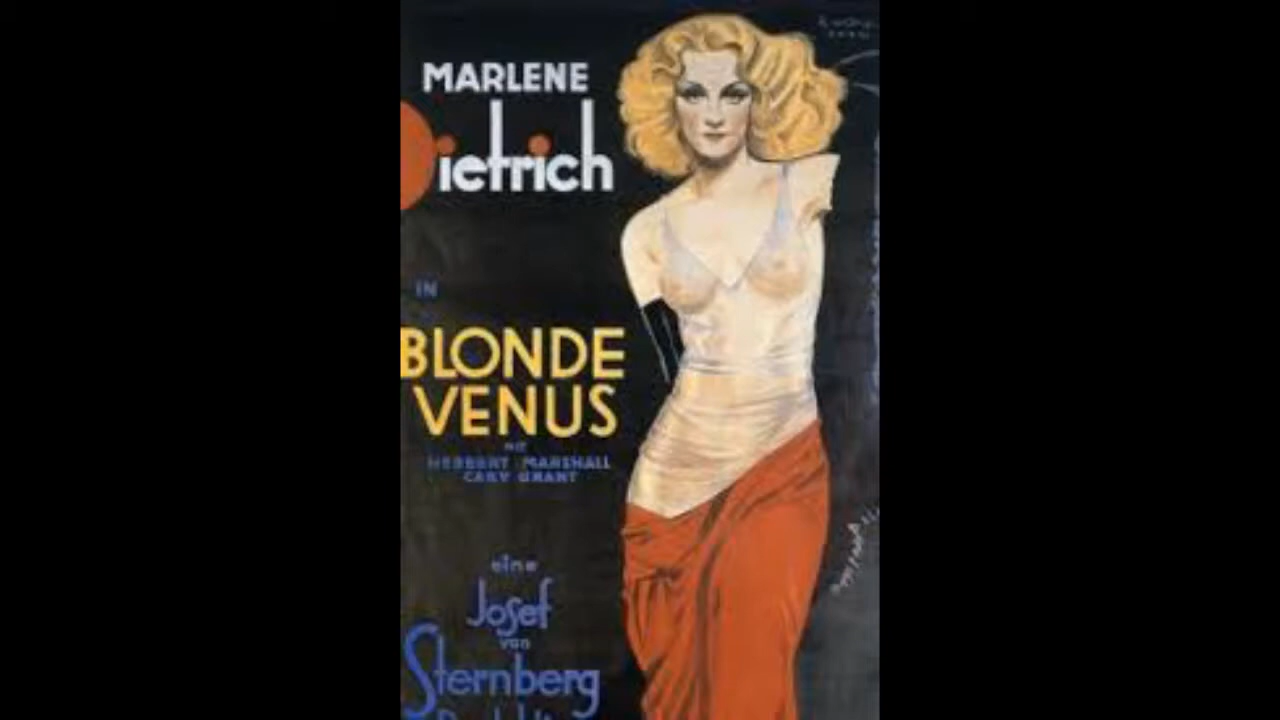 MARLENE
Dietrich
IN
BLONDE
VENUS
MIT
HERBERT MARSHALL
CARY GRANT
eine
Josef
von
Sternberg